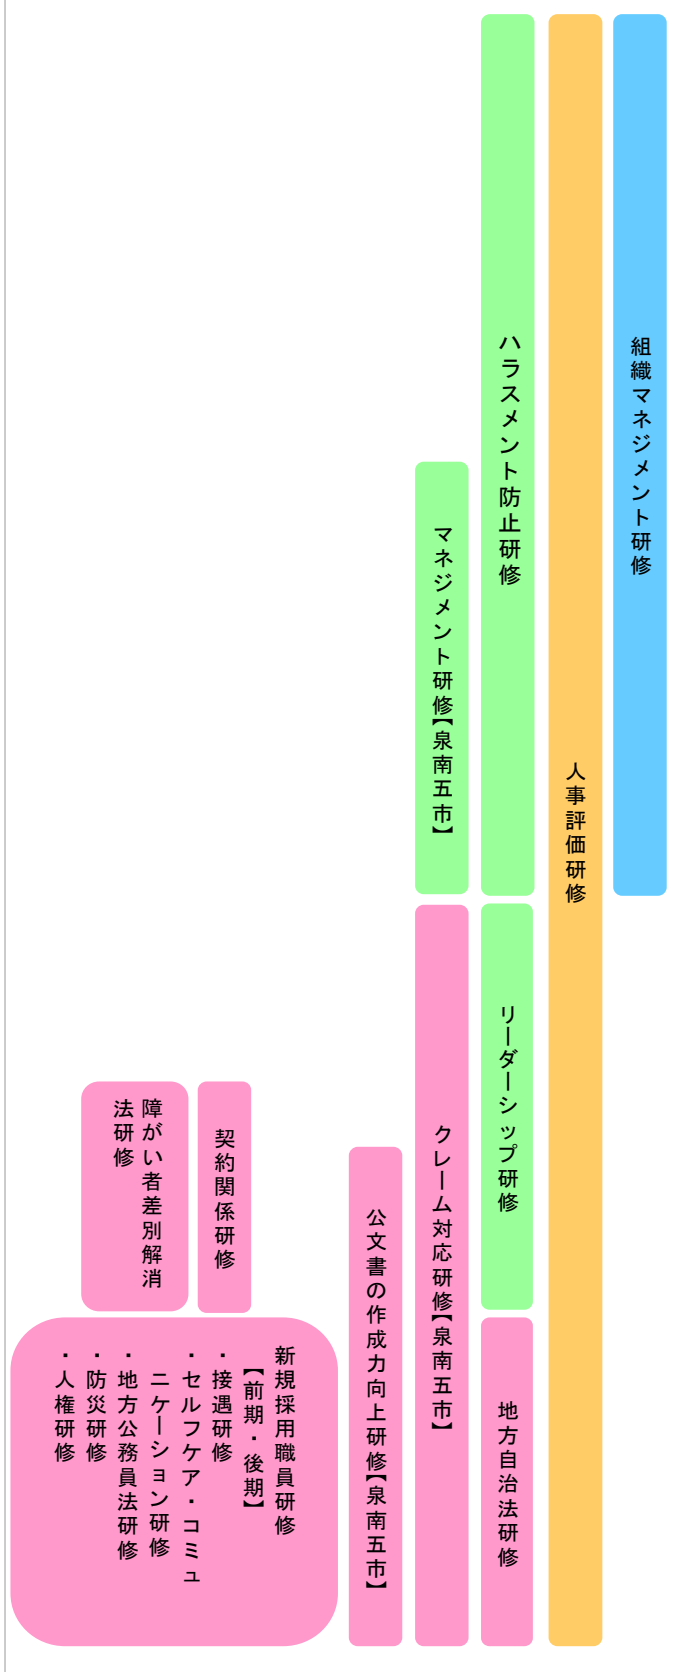 組織マネジメント研修
人事評価研修
ハラスメント防止研修
リーダーシップ研修
地方自治法研修
マネジメント研修【泉南五市】
クレーム対応研修【泉南五市】
公文書の作成力向上研修【泉南五市】
契約関係研修
障がい者差別解消
法研修
新規採用職員研修
【前期・後期】
・接遇研修
・セルフケア・コミュ
ニケーション研修
・地方公務員法研修
・防災研修
・人権研修